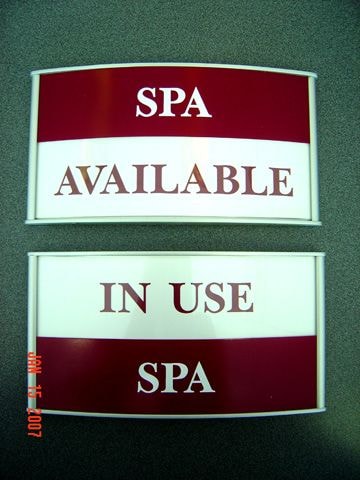 SPA
AVAILABLE
IN USE
SPA
JAN 15 2007